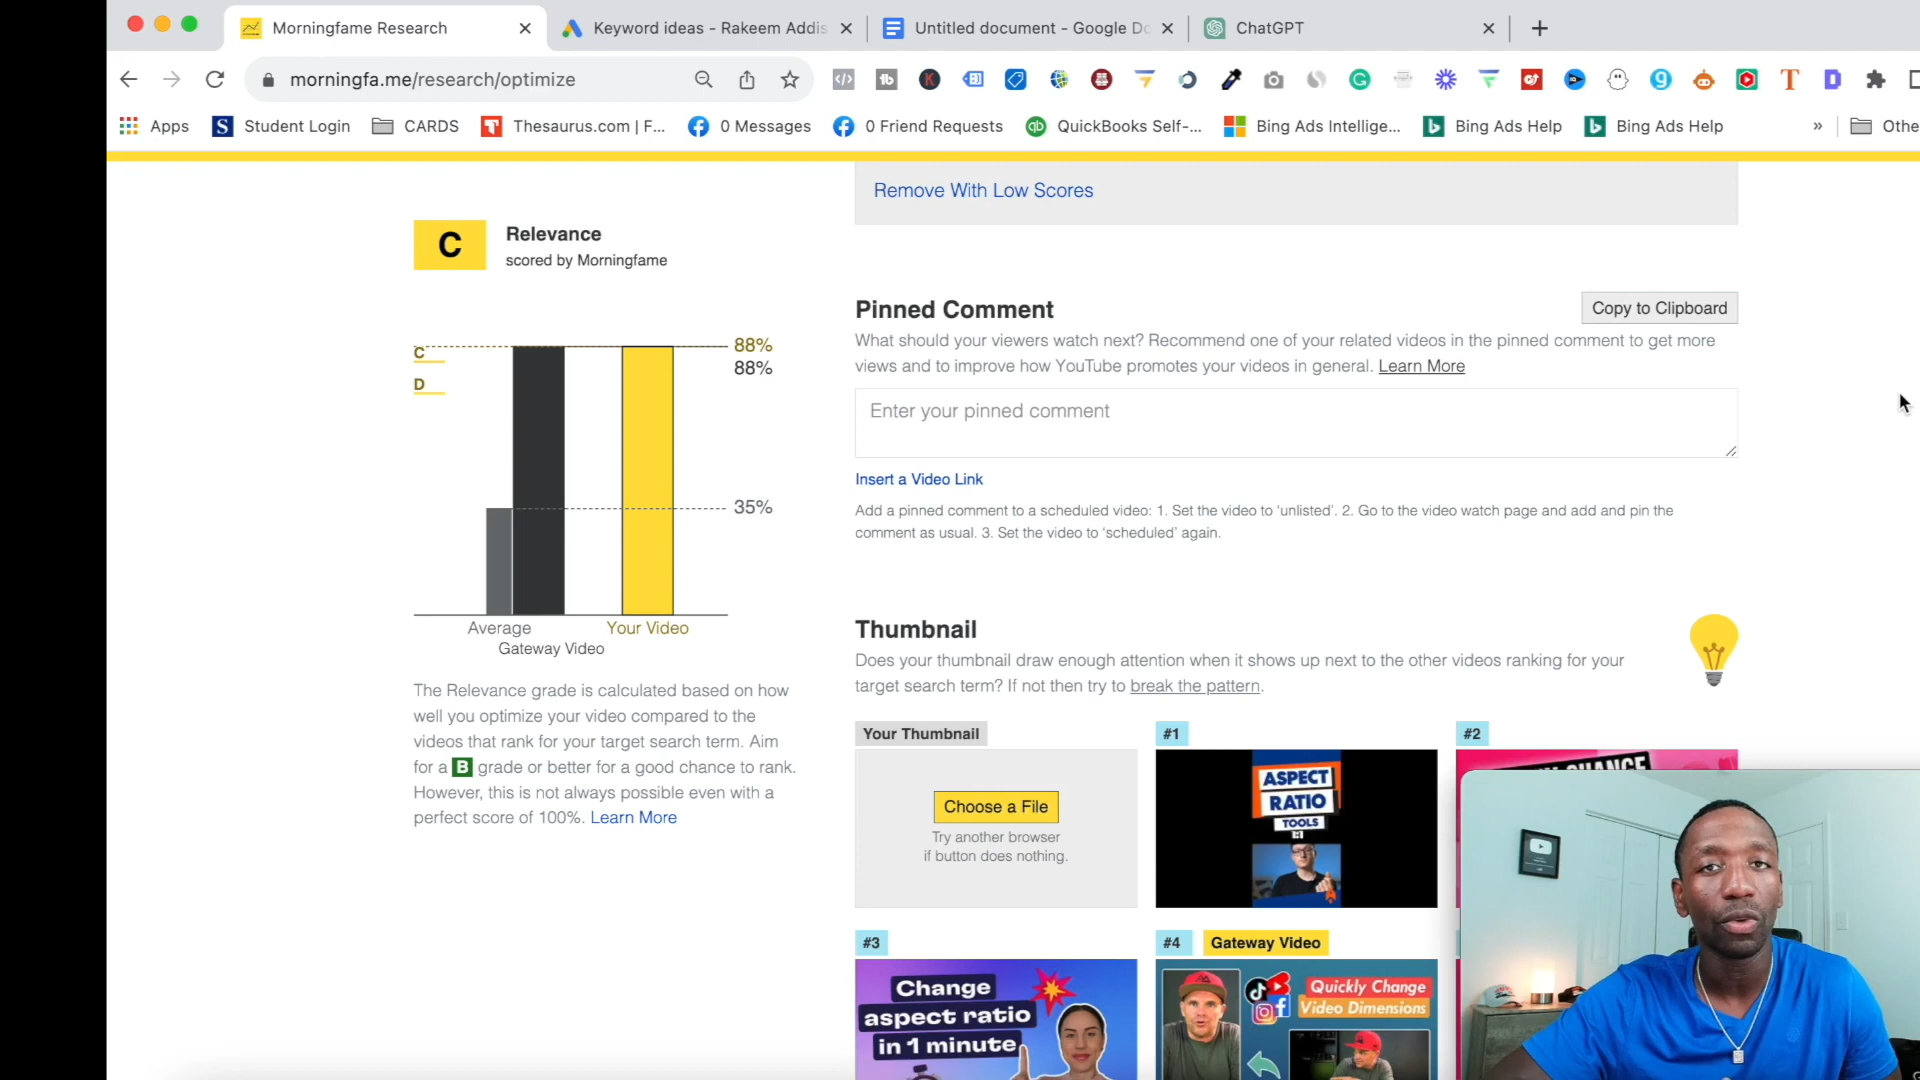 Morningfame Research
Keyword ideas - Rakeem Addis
Untitled document - Google Do
ChatGPT
morningfa.me/research/optimize
Apps
Student Login
CARDS
Thesaurus.com | F...
0 Messages
0 Friend Requests
QuickBooks Self-...
Bing Ads Intellige...
Bing Ads Help
Bing Ads Help
»
Othe
Remove With Low Scores
C
Relevance
scored by Morningfame
88%
C
88%
D
35%
Average
Your Video
Gateway Video
The Relevance grade is calculated based on how
well you optimize your video compared to the
videos that rank for your target search term. Aim
for a B grade or better for a good chance to rank.
However, this is not always possible even with a
perfect score of 100%. Learn More
Pinned Comment
Copy to Clipboard
What should your viewers watch next? Recommend one of your related videos in the pinned comment to get more
views and to improve how YouTube promotes your videos in general. Learn More
Enter your pinned comment
Insert a Video Link
Add a pinned comment to a scheduled video: 1. Set the video to ‘unlisted’. 2. Go to the video watch page and add and pin the
comment as usual. 3. Set the video to ‘scheduled’ again.
Thumbnail
Does your thumbnail draw enough attention when it shows up next to the other videos ranking for your
target search term? If not then try to break the pattern.
Your Thumbnail
Choose a File
Try another browser
if button does nothing.
#1
ASPECT
RATIO
TOOLS
1:1
#2
CHANGE
#3
Change
aspect ratio
in 1 minute
#4
Gateway Video
Quickly Change
Video Dimensions